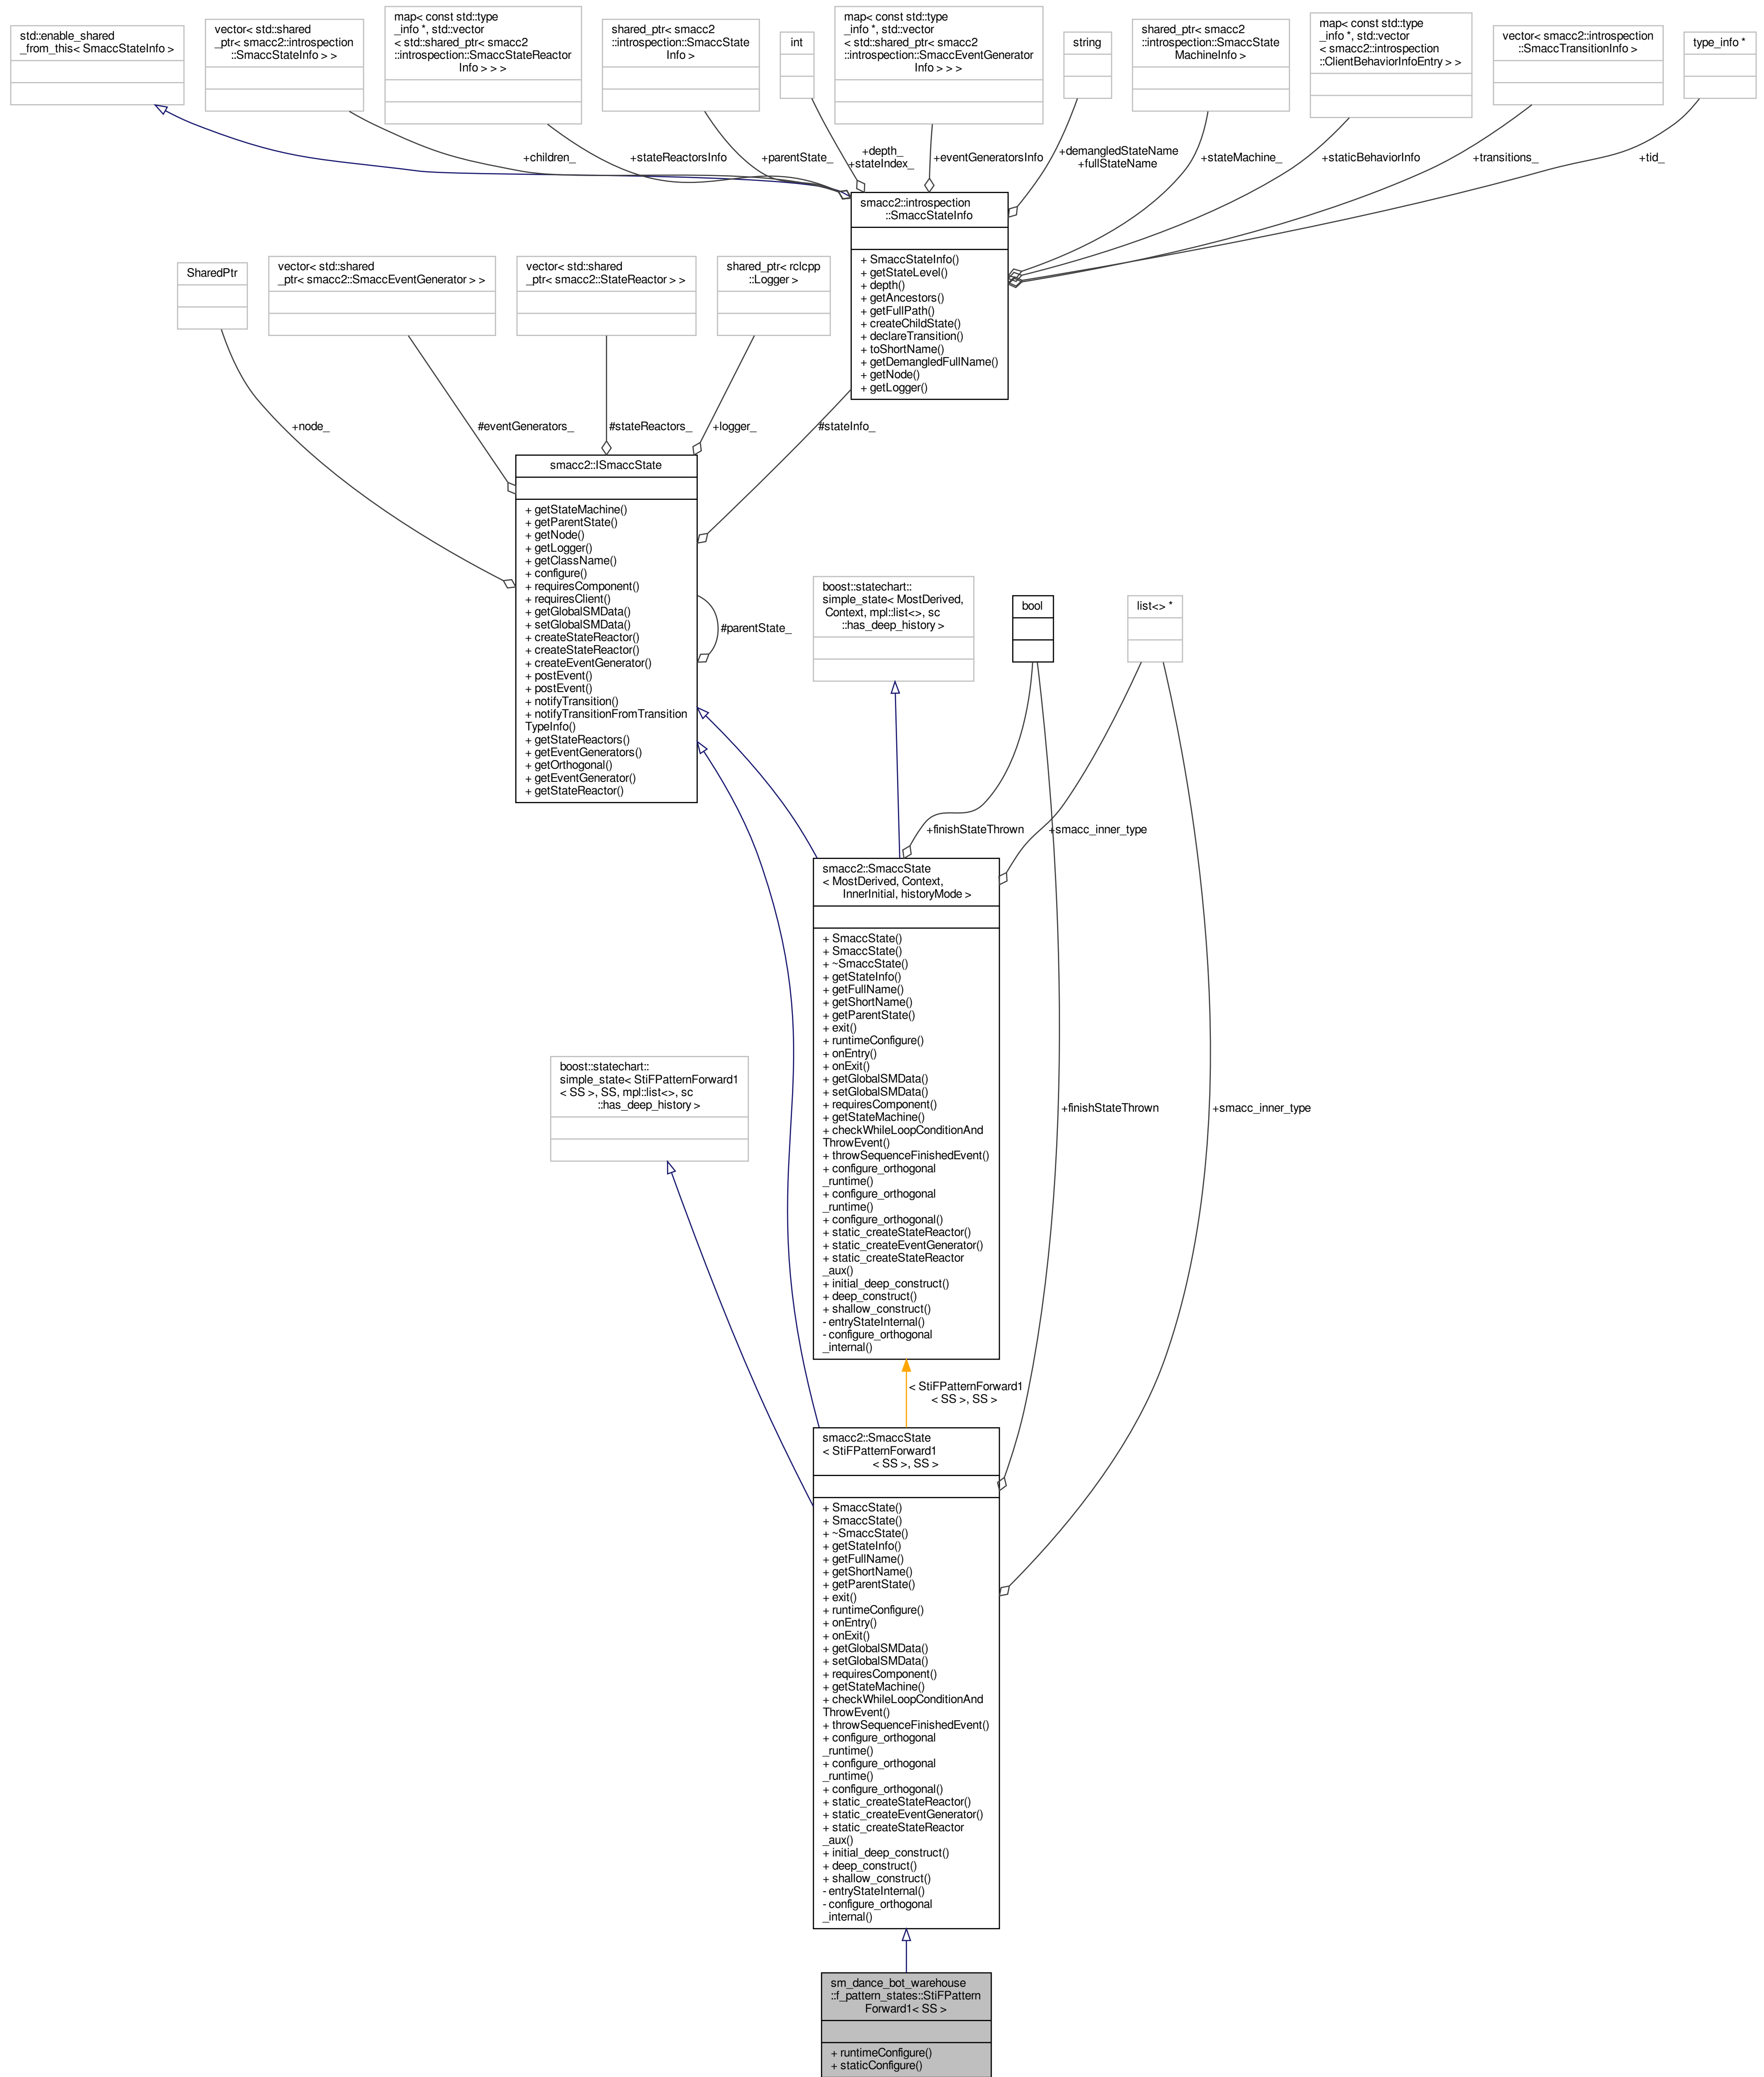 std::enable_shared
_from_this< SmaccStateInfo >
vector< std::shared
_ptr< smacc2::introspection
::SmaccStateInfo > >
map< const std::type
_info *, std::vector
< std::shared_ptr< smacc2
::introspection::SmaccStateReactor
Info > > >
shared_ptr< smacc2
::introspection::SmaccState
Info >
int
map< const std::type
_info *, std::vector
< std::shared_ptr< smacc2
::introspection::SmaccEventGenerator
Info > > >
string
shared_ptr< smacc2
::introspection::SmaccState
MachineInfo >
map< const std::type
_info *, std::vector
< smacc2::introspection
::ClientBehaviorInfoEntry > >
vector< smacc2::introspection
::SmaccTransitionInfo >
type_info *
+children_
+stateReactorsInfo
+parentState_
+depth_
+stateIndex_
+eventGeneratorsInfo
+demangledStateName
+fullStateName
+stateMachine_
+staticBehaviorInfo
+transitions_
+tid_
smacc2::introspection
::SmaccStateInfo
+ SmaccStateInfo()
+ getStateLevel()
+ depth()
+ getAncestors()
+ getFullPath()
+ createChildState()
+ declareTransition()
+ toShortName()
+ getDemangledFullName()
+ getNode()
+ getLogger()
SharedPtr
vector< std::shared
_ptr< smacc2::SmaccEventGenerator > >
vector< std::shared
_ptr< smacc2::StateReactor > >
shared_ptr< rclcpp
::Logger >
+node_
#eventGenerators_
#stateReactors_
+logger_
#stateInfo_
smacc2::ISmaccState
+ getStateMachine()
+ getParentState()
+ getNode()
+ getLogger()
+ getClassName()
+ configure()
+ requiresComponent()
+ requiresClient()
+ getGlobalSMData()
+ setGlobalSMData()
+ createStateReactor()
+ createStateReactor()
+ createEventGenerator()
+ postEvent()
+ postEvent()
+ notifyTransition()
+ notifyTransitionFromTransition
TypeInfo()
+ getStateReactors()
+ getEventGenerators()
+ getOrthogonal()
+ getEventGenerator()
+ getStateReactor()
#parentState_
boost::statechart::
simple_state< MostDerived,
Context, mpl::list<>, sc
::has_deep_history >
bool
list<> *
+finishStateThrown
+smacc_inner_type
smacc2::SmaccState
< MostDerived, Context,
InnerInitial, historyMode >
+ SmaccState()
+ SmaccState()
+ ~SmaccState()
+ getStateInfo()
+ getFullName()
+ getShortName()
+ getParentState()
+ exit()
+ runtimeConfigure()
+ onEntry()
+ onExit()
+ getGlobalSMData()
+ setGlobalSMData()
+ requiresComponent()
+ getStateMachine()
+ checkWhileLoopConditionAnd
ThrowEvent()
+ throwSequenceFinishedEvent()
+ configure_orthogonal
_runtime()
+ configure_orthogonal
_runtime()
+ configure_orthogonal()
+ static_createStateReactor()
+ static_createEventGenerator()
+ static_createStateReactor
_aux()
+ initial_deep_construct()
+ deep_construct()
+ shallow_construct()
- entryStateInternal()
- configure_orthogonal
_internal()
boost::statechart::
simple_state< StiFPatternForward1
< SS >, SS, mpl::list<>, sc
::has_deep_history >
+finishStateThrown
+smacc_inner_type
< StiFPatternForward1
< SS >, SS >
smacc2::SmaccState
< StiFPatternForward1
< SS >, SS >
+ SmaccState()
+ SmaccState()
+ ~SmaccState()
+ getStateInfo()
+ getFullName()
+ getShortName()
+ getParentState()
+ exit()
+ runtimeConfigure()
+ onEntry()
+ onExit()
+ getGlobalSMData()
+ setGlobalSMData()
+ requiresComponent()
+ getStateMachine()
+ checkWhileLoopConditionAnd
ThrowEvent()
+ throwSequenceFinishedEvent()
+ configure_orthogonal
_runtime()
+ configure_orthogonal
_runtime()
+ configure_orthogonal()
+ static_createStateReactor()
+ static_createEventGenerator()
+ static_createStateReactor
_aux()
+ initial_deep_construct()
+ deep_construct()
+ shallow_construct()
- entryStateInternal()
- configure_orthogonal
_internal()
sm_dance_bot_warehouse
::f_pattern_states::StiFPattern
Forward1< SS >
+ runtimeConfigure()
+ staticConfigure()